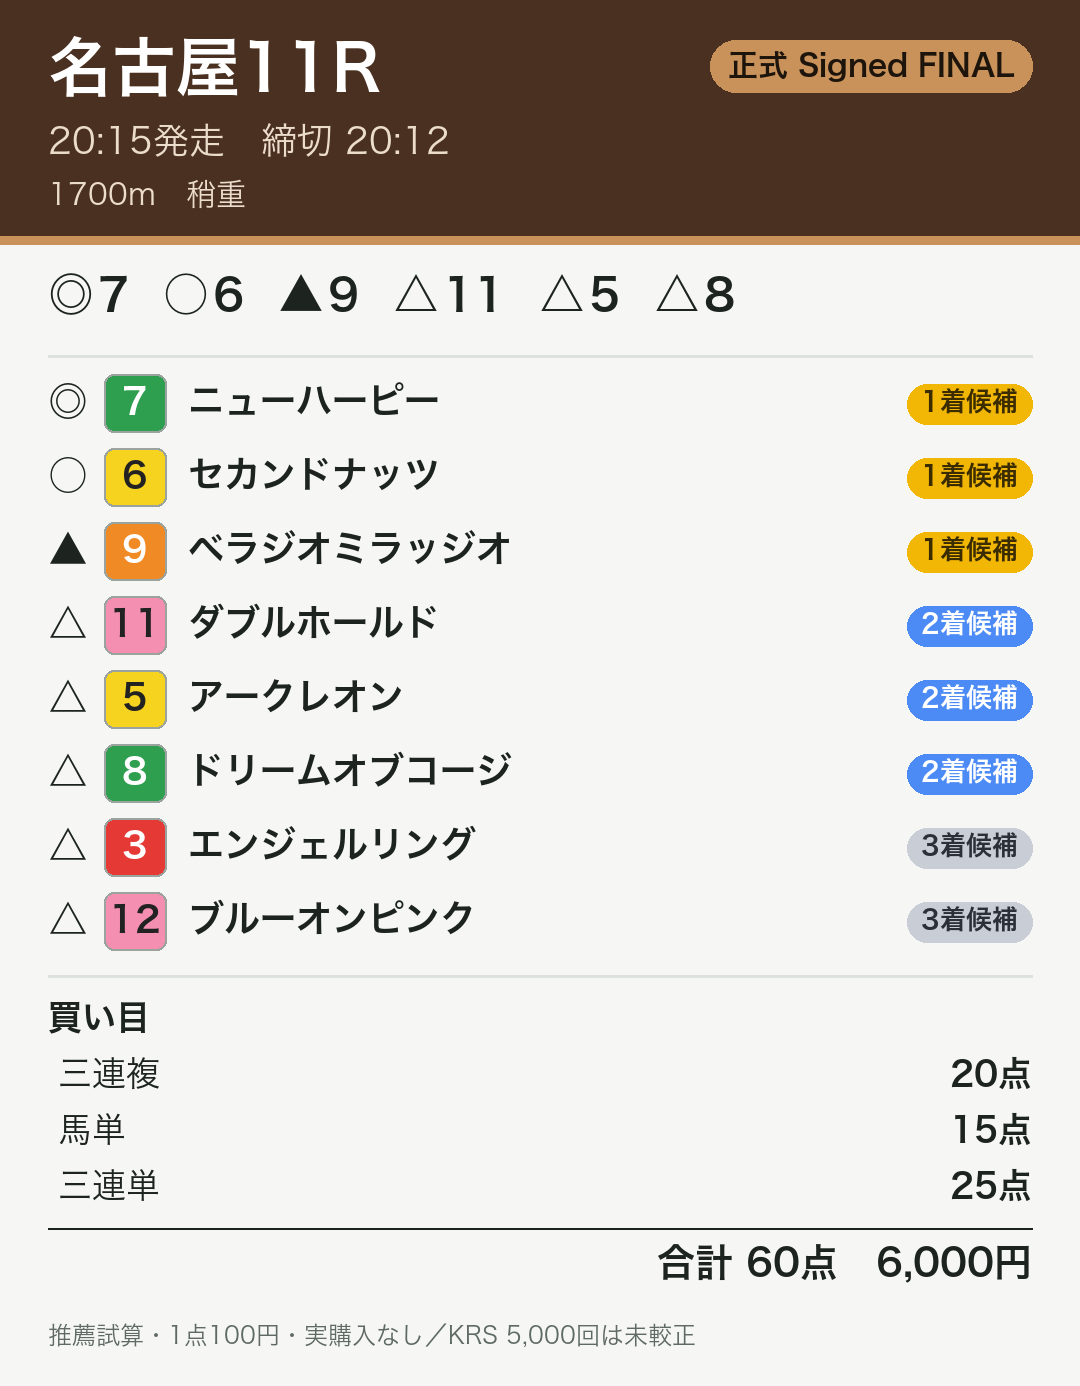 名古屋11R
正式 Signed FINAL
20:15発走　締切 20:12
1700m　稍重
◎7 ○6 ▲9 △11 △5 △8
◎ 7 ニューハーピー 1着候補
○ 6 セカンドナッツ 1着候補
▲ 9 ベラジオミラッジオ 1着候補
△ 11 ダブルホールド 2着候補
△ 5 アークレオン 2着候補
△ 8 ドリームオブコージ 2着候補
△ 3 エンジェルリング 3着候補
△ 12 ブルーオンピンク 3着候補
買い目
三連複 20点
馬単 15点
三連単 25点
合計 60点　6,000円
推薦試算・1点100円・実購入なし／KRS 5,000回は未較正